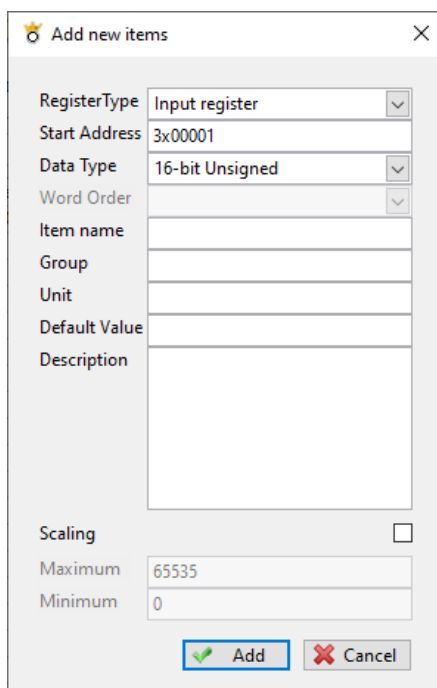 Add new items
RegisterType Input register
Start Address 3x00001
Data Type 16-bit Unsigned
Word Order
Item name
Group
Unit
Default Value
Description
Scaling
Maximum 65535
Minimum 0
Add Cancel